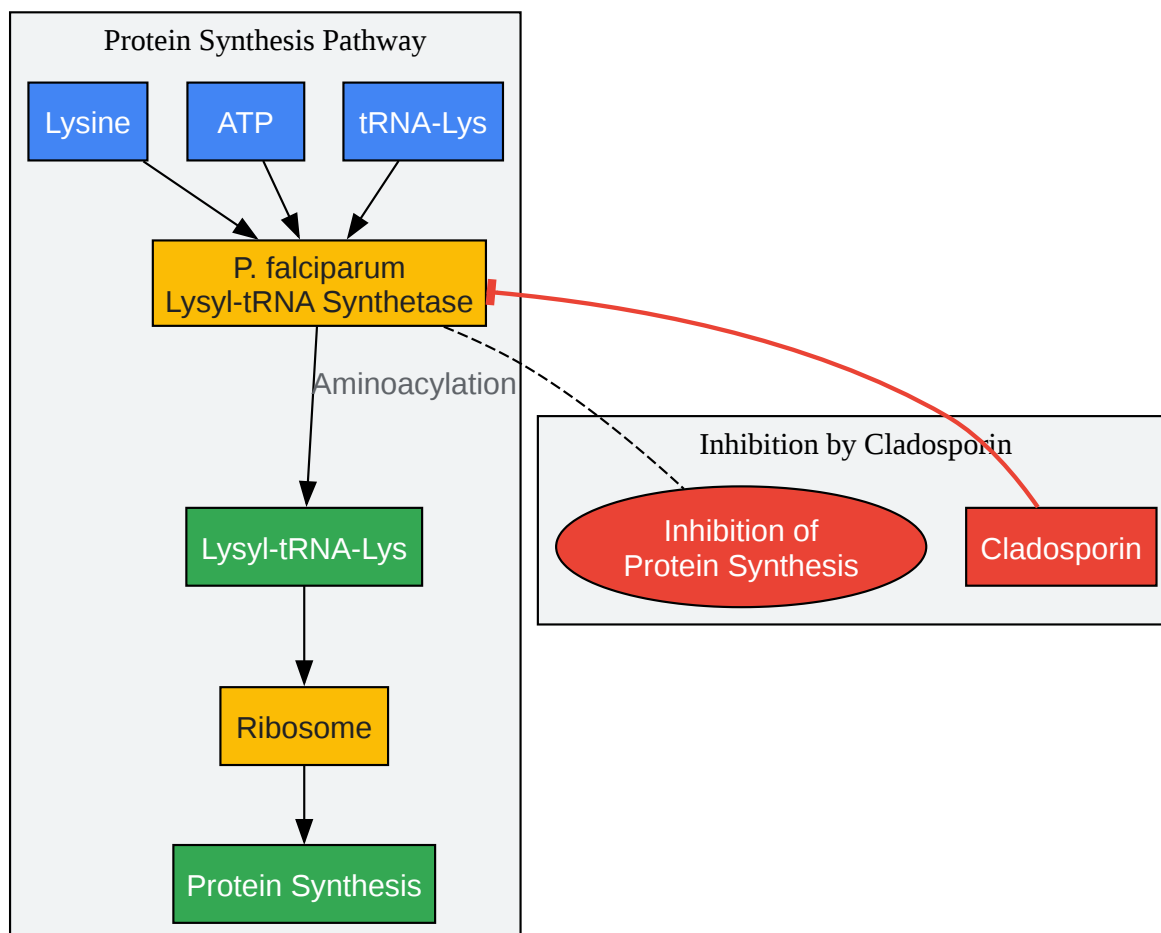 Protein Synthesis Pathway
Lysine
ATP
tRNA-Lys
P. falciparum
Lysyl-tRNA Synthetase
Aminoacylation
Inhibition by Cladosporin
Inhibition of
Protein Synthesis
Cladosporin
Lysyl-tRNA-Lys
Ribosome
Protein Synthesis